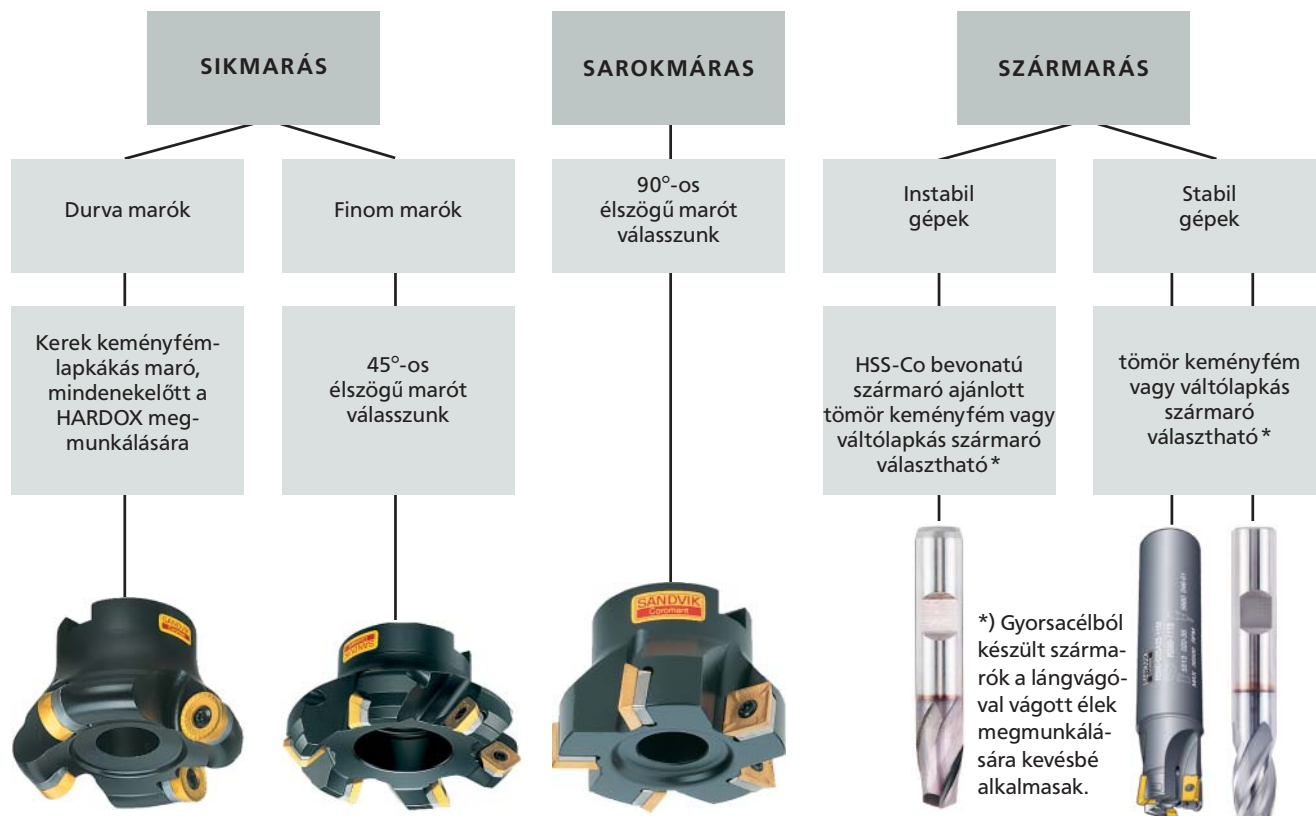 SIKMARÁS
SAROKMÁRAS
SZÁRMARÁS
Durva marók
Finom marók
90°-os
élszögű marót
válasszunk
Instabil
gépek
Stabil
gépek
Kerek keményfém-
lapkákás maró,
mindenekelőtt a
HARDOX meg-
munkálására
45°-os
élszögű marót
válasszunk
HSS-Co bevonatú
szármaró ajánlott
tömör keményfém vagy
váltólapkás szármaró
választható*
tömör keményfém
vagy váltólapkás
szármaró
választható*
SANDVIK
Coromant
SANDVIK
Coromant
*) Gyorsacélból
készült szárma-
rók a lángvágó-
val vágott élek
megmunkálá-
sára kevésbé
alkalmasak.